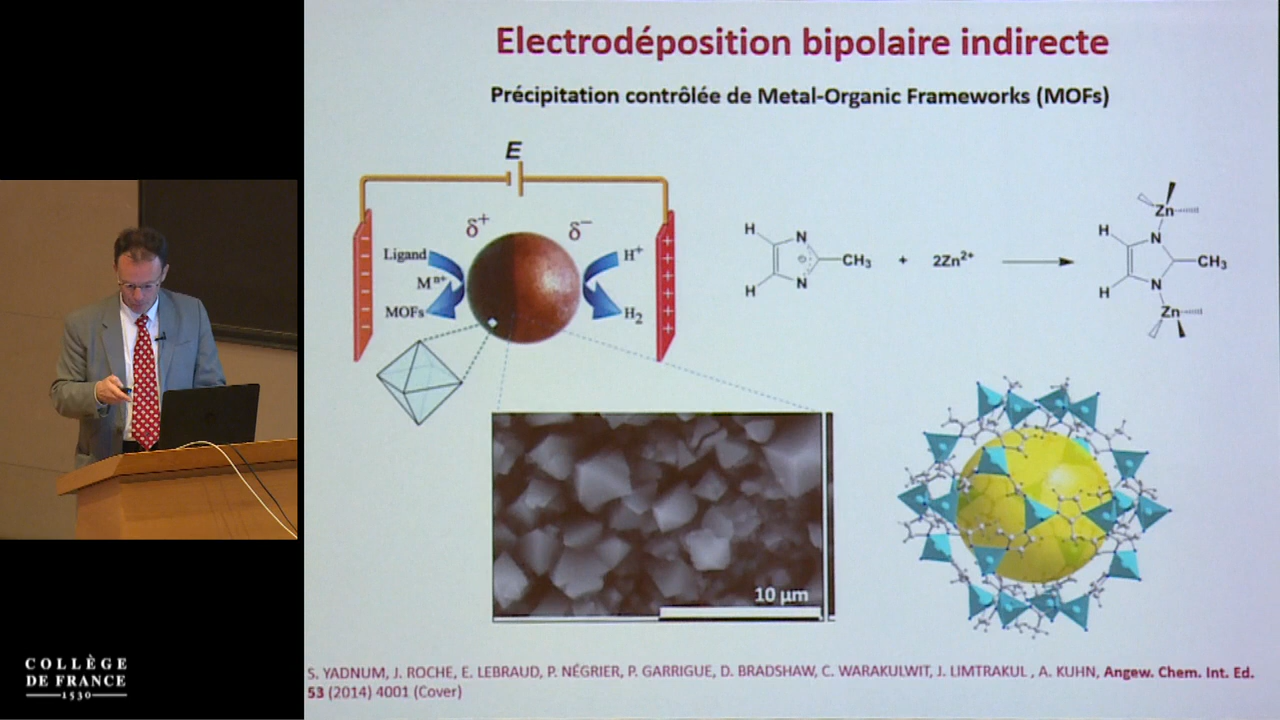 Electrodéposition bipolaire indirecte
Précipitation contrôlée de Metal-Organic Frameworks (MOFs)
E
δ+ δ−
Ligand
Mⁿ⁺
MOFs
H⁺
H₂
H
H
N
N
CH₃
+ 2Zn²⁺
Zn
H
H
N
N
CH₃
Zn
10 µm
COLLÈGE
DE FRANCE
1530
S. YADNUM, J. ROCHE, E. LEBRAUD, P. NÉGRIER, P. GARRIGUE, D. BRADSHAW, C. WARAKULWIT, J. LIMTRAKUL , A. KUHN, Angew. Chem. Int. Ed.
53 (2014) 4001 (Cover)